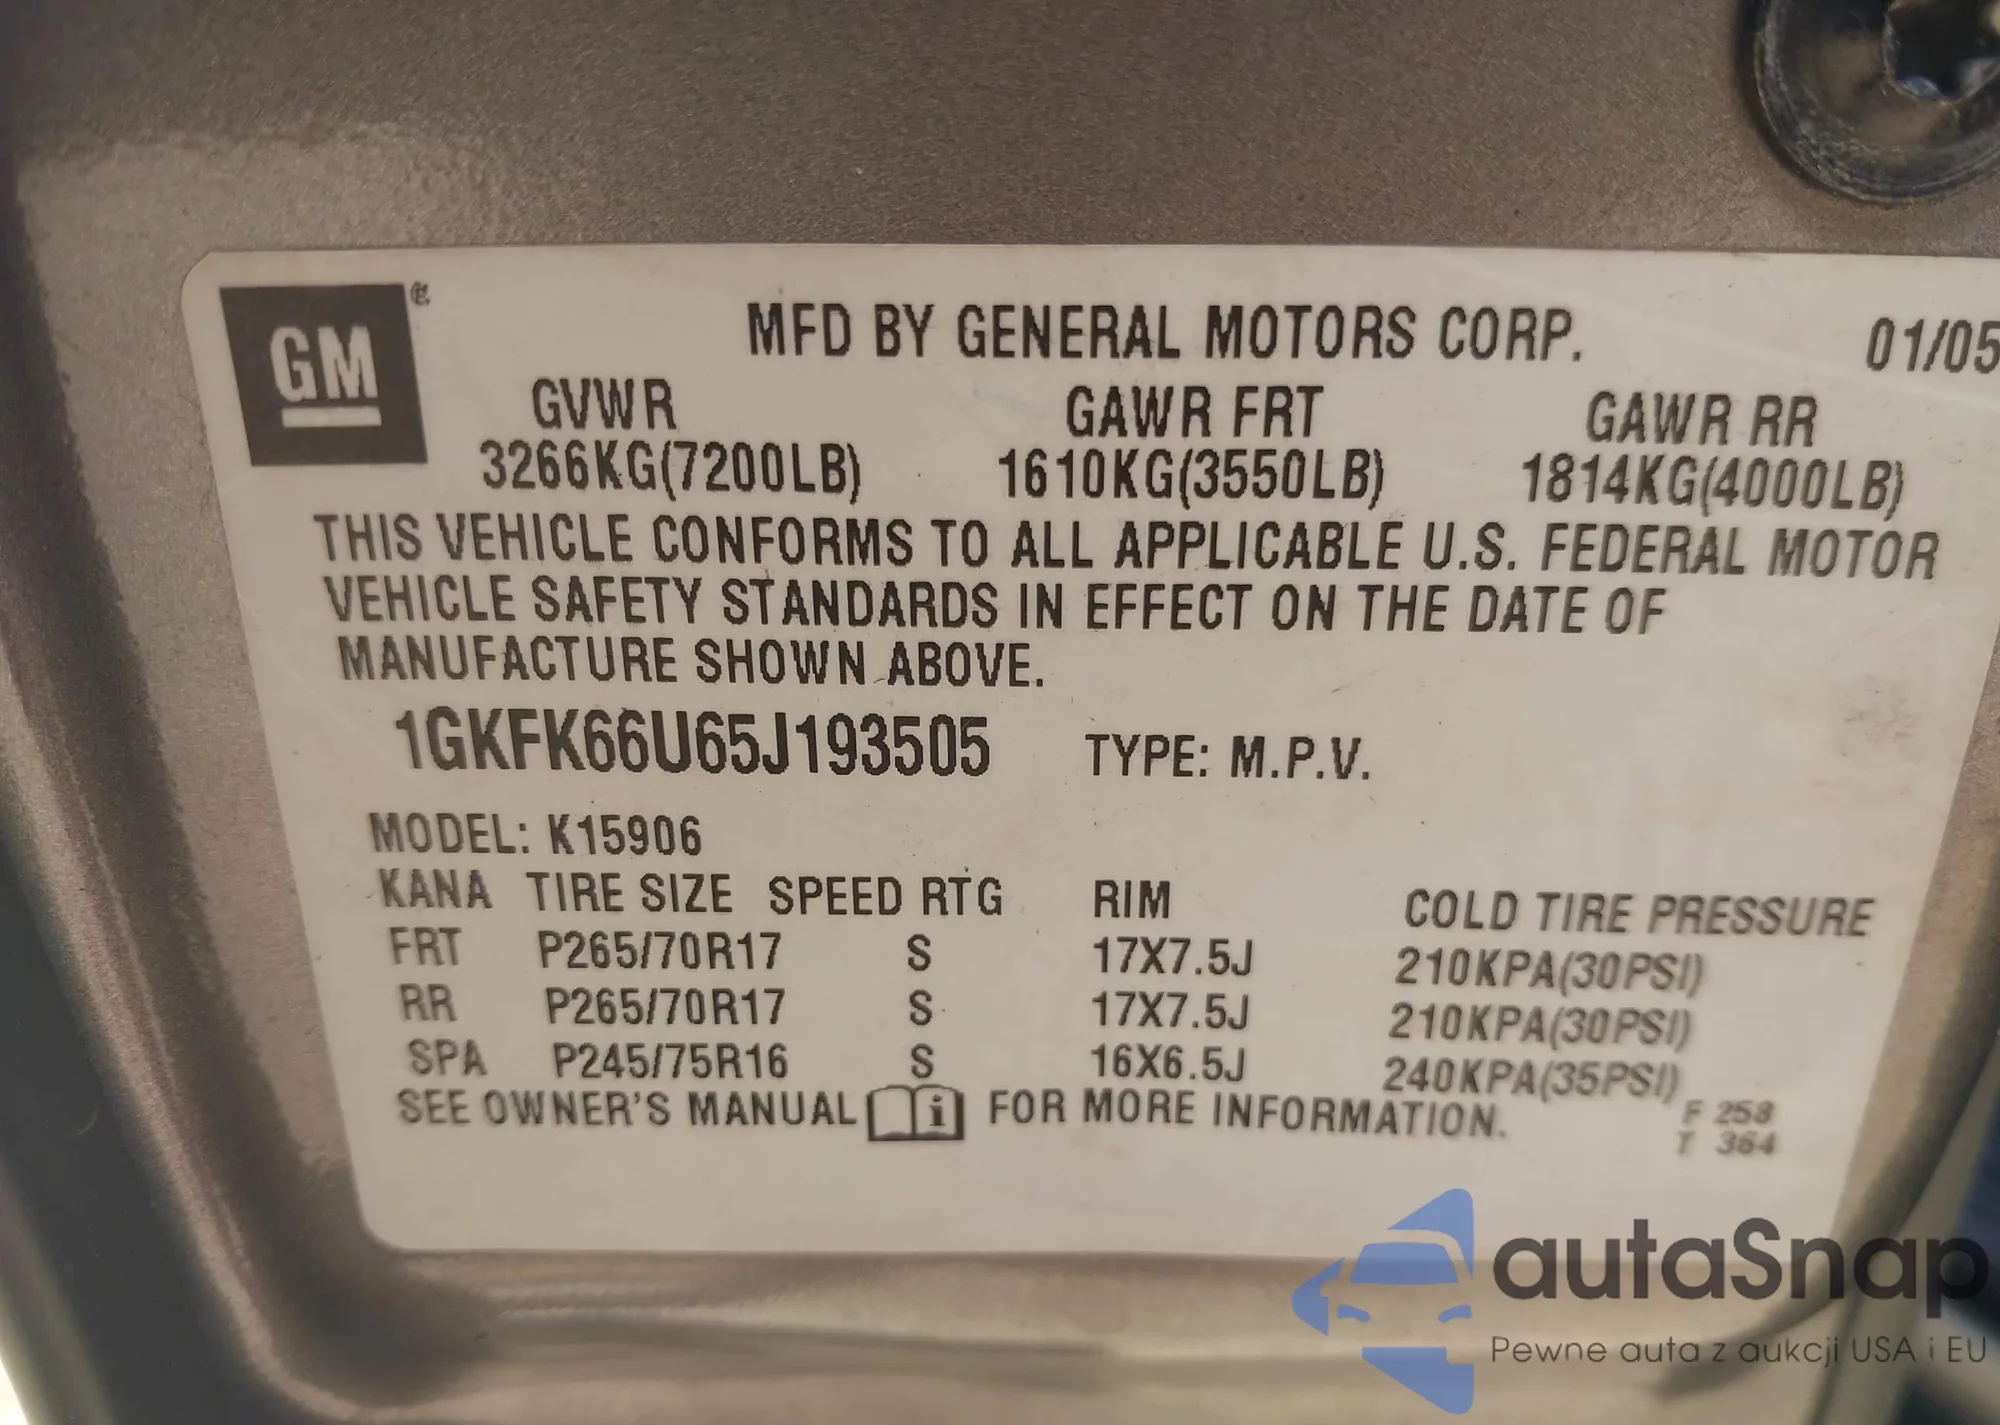 GM
MFD BY GENERAL MOTORS CORP. 01/05
GVWR GAWR FRT GAWR RR
3266KG(7200LB) 1610KG(3550LB) 1814KG(4000LB)
THIS VEHICLE CONFORMS TO ALL APPLICABLE U.S. FEDERAL MOTOR
VEHICLE SAFETY STANDARDS IN EFFECT ON THE DATE OF
MANUFACTURE SHOWN ABOVE.
1GKFK66U65J193505 TYPE: M.P.V.
MODEL: K15906
KANA TIRE SIZE SPEED RTG RIM COLD TIRE PRESSURE
FRT P265/70R17 S 17X7.5J 210KPA(30PSI)
RR P265/70R17 S 17X7.5J 210KPA(30PSI)
SPA P245/75R16 S 16X6.5J 240KPA(35PSI)
SEE OWNER'S MANUAL i FOR MORE INFORMATION.
F 258
T 364
autaSnap
Pewne auta z aukcji USA i EU